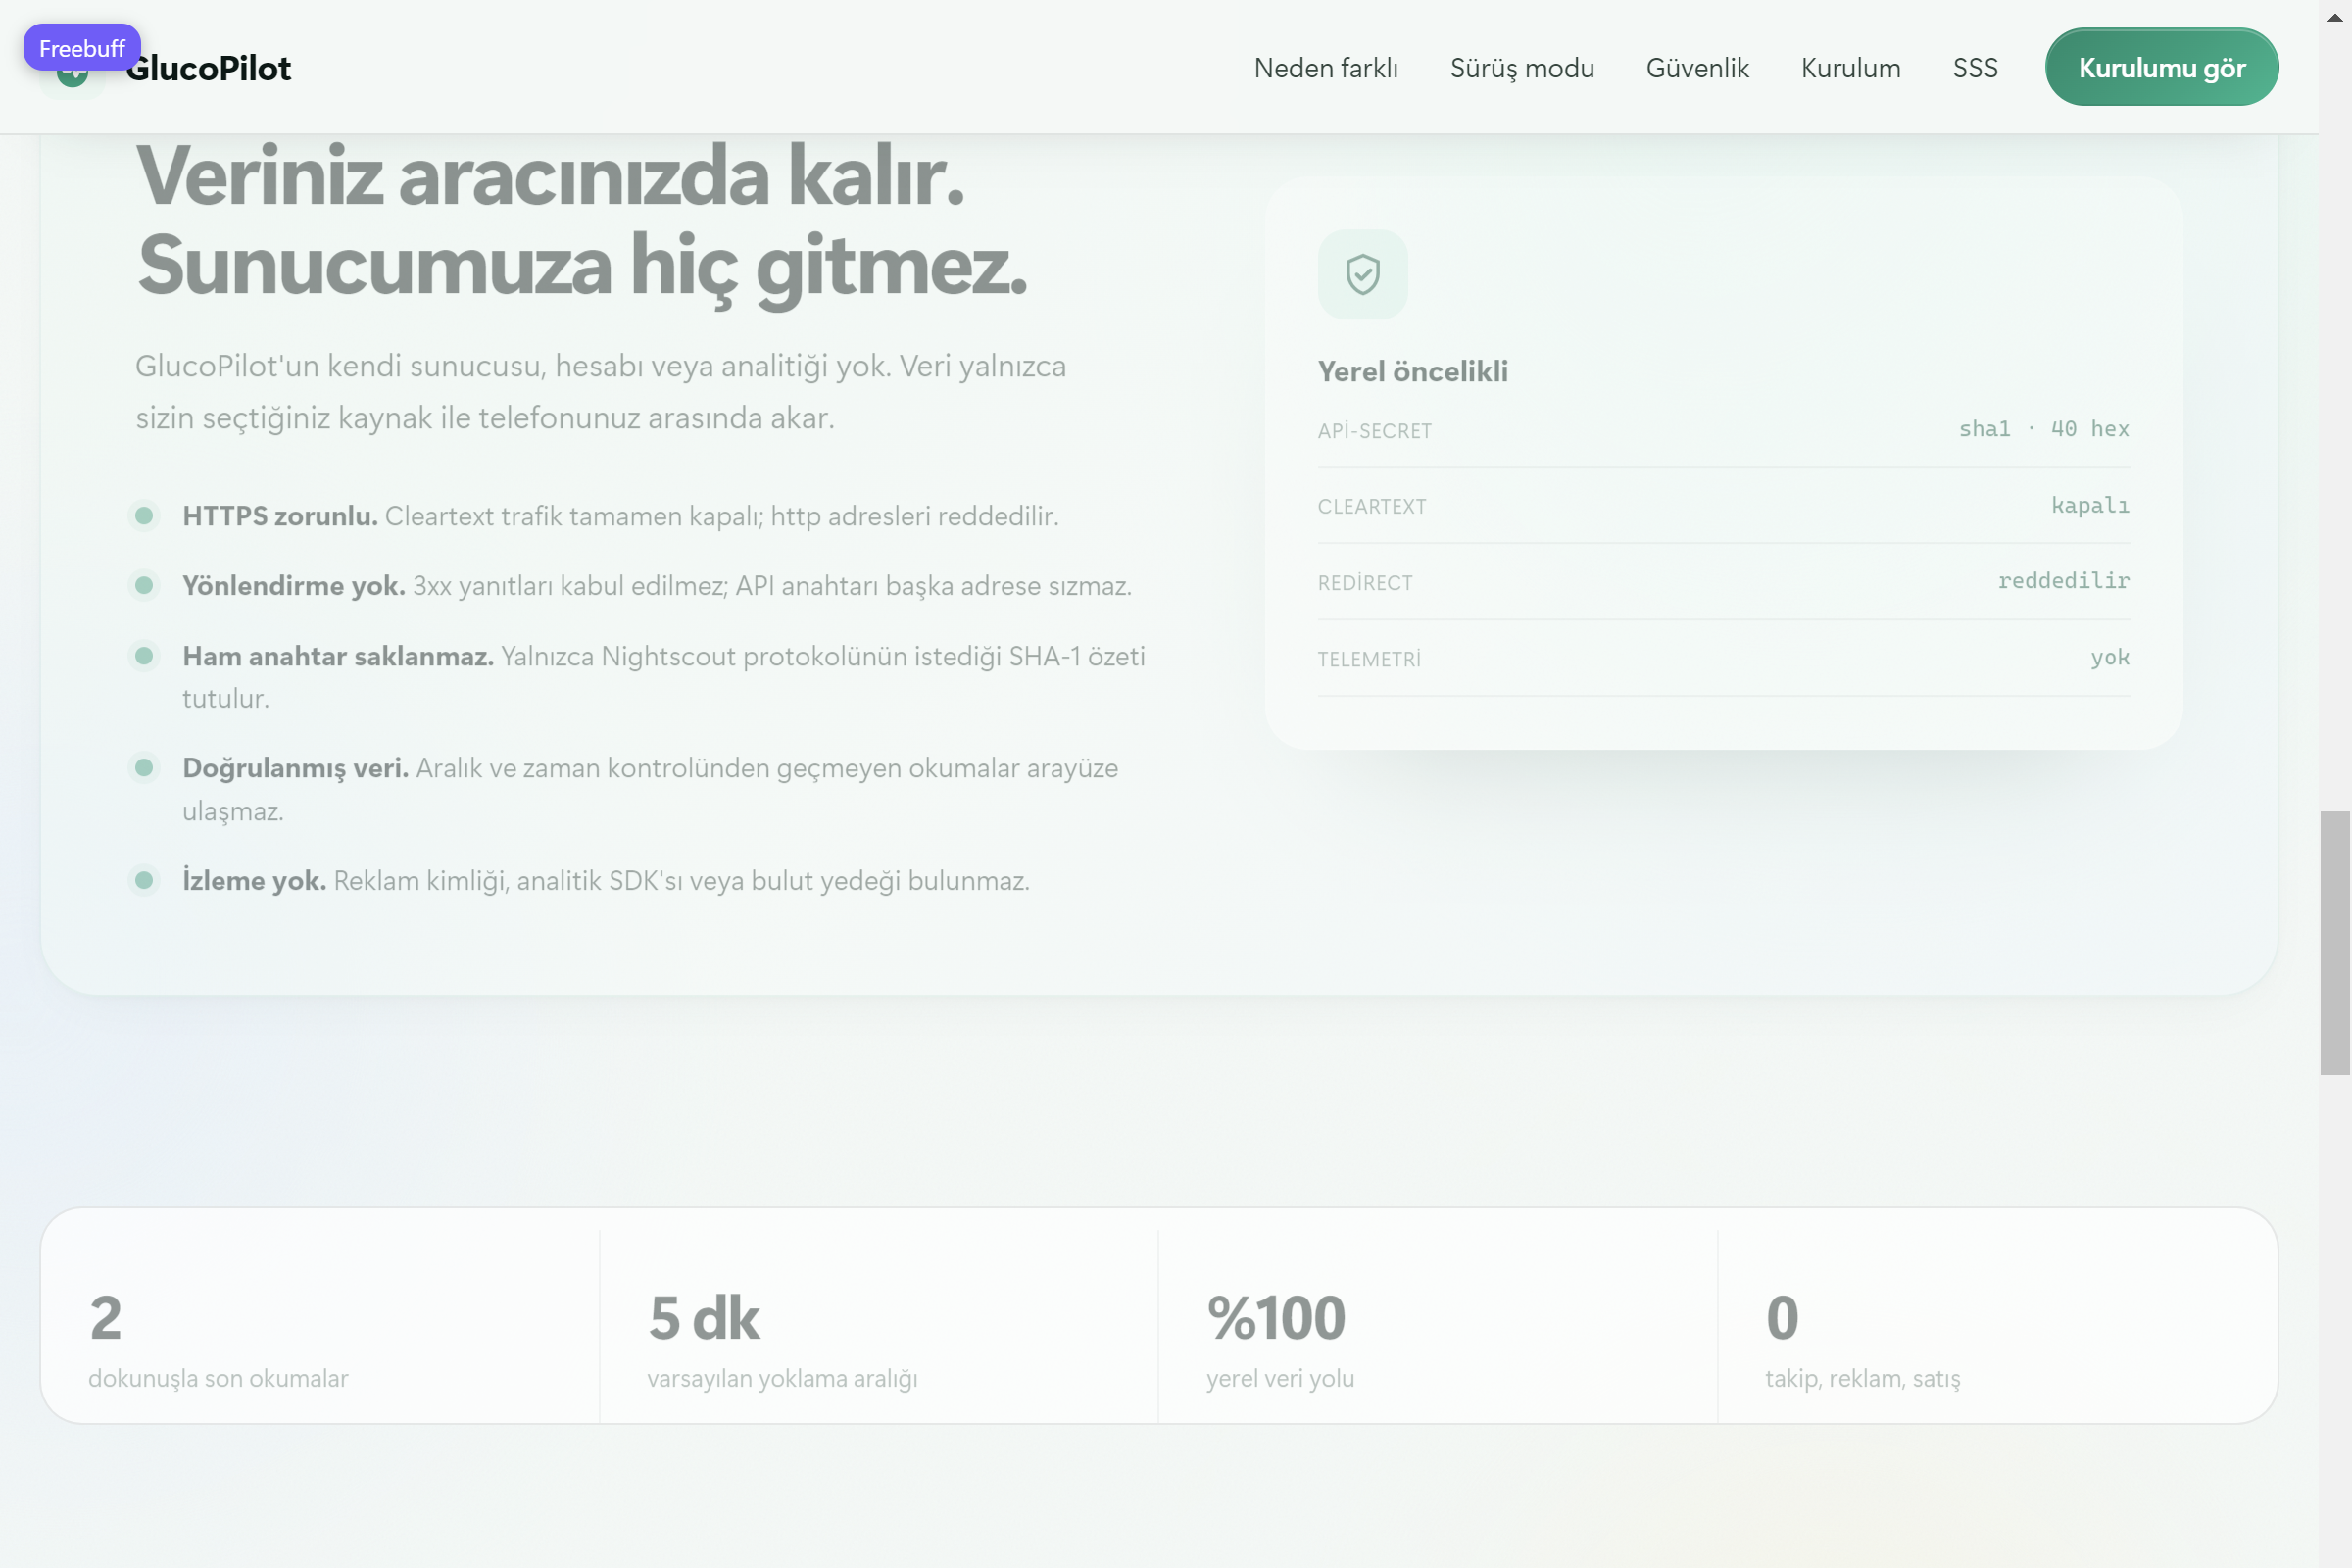 Freebuff
GlucoPilot
Neden farklı
Sürüş modu
Güvenlik
Kurulum
SSS
Kurulumu gör
Veriniz aracınızda kalır.
Sunucumuza hiç gitmez.
GlucoPilot'un kendi sunucusu, hesabı veya analitiği yok. Veri yalnızca
sizin seçtiğiniz kaynak ile telefonunuz arasında akar.
HTTPS zorunlu. Cleartext trafik tamamen kapalı; http adresleri reddedilir.
Yönlendirme yok. 3xx yanıtları kabul edilmez; API anahtarı başka adrese sızmaz.
Ham anahtar saklanmaz. Yalnızca Nightscout protokolünün istediği SHA-1 özeti
tutulur.
Doğrulanmış veri. Aralık ve zaman kontrolünden geçmeyen okumalar arayüze
ulaşmaz.
İzleme yok. Reklam kimliği, analitik SDK'sı veya bulut yedeği bulunmaz.
Yerel öncelikli
APİ-SECRET
sha1 · 40 hex
CLEARTEXT
kapalı
REDİRECT
reddedilir
TELEMETRİ
yok
2
dokunuşla son okumalar
5 dk
varsayılan yoklama aralığı
%100
yerel veri yolu
0
takip, reklam, satış